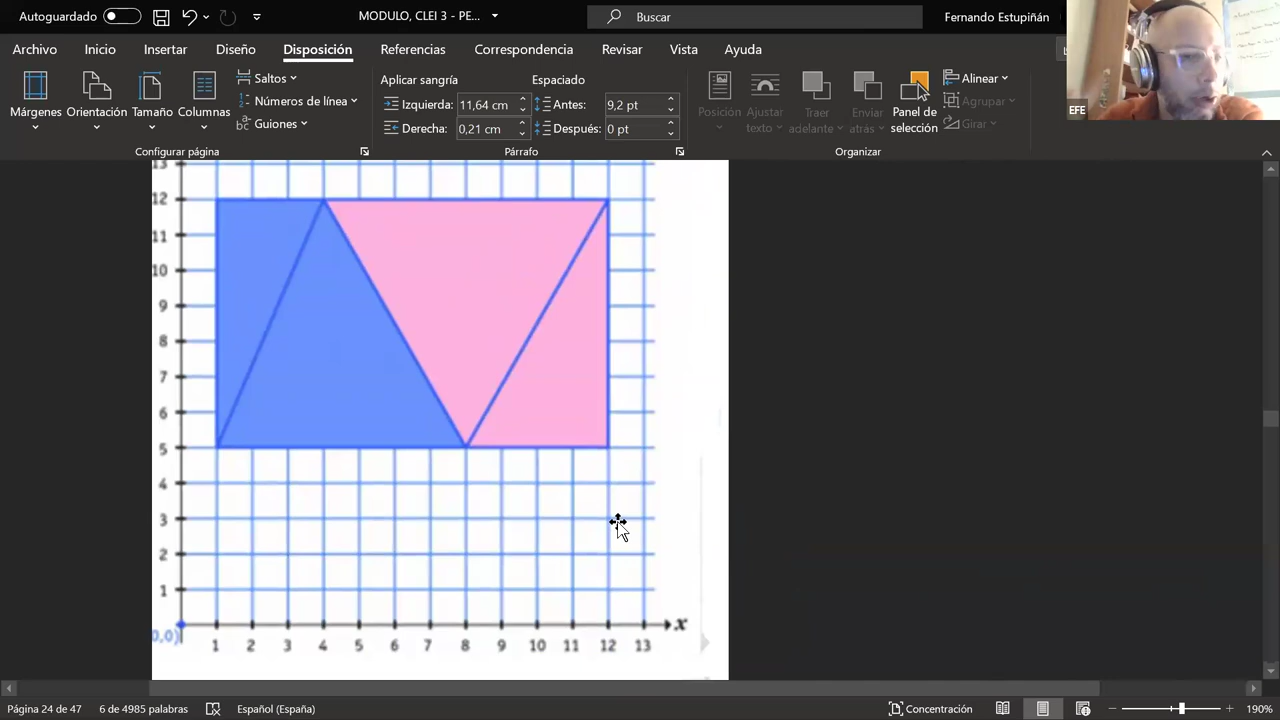 Autoguardado
MODULO, CLEI 3 - PE...
Buscar
Fernando Estupiñán
Archivo
Inicio
Insertar
Diseño
Disposición
Referencias
Correspondencia
Revisar
Vista
Ayuda
Márgenes
Orientación
Tamaño
Columnas
Saltos
Números de línea
Guiones
Configurar página
Aplicar sangría
Espaciado
Izquierda: 11,64 cm
Antes: 9,2 pt
Derecha: 0,21 cm
Después: 0 pt
Párrafo
Posición
Ajustar texto
Traer adelante
Enviar atrás
Panel de selección
Alinear
Agrupar
Girar
Organizar
EFE
13
12
11
10
9
8
7
6
5
4
3
2
1
0,0)
1 2 3 4 5 6 7 8 9 10 11 12 13
x
Página 24 de 47
6 de 4985 palabras
Español (España)
Concentración
190%